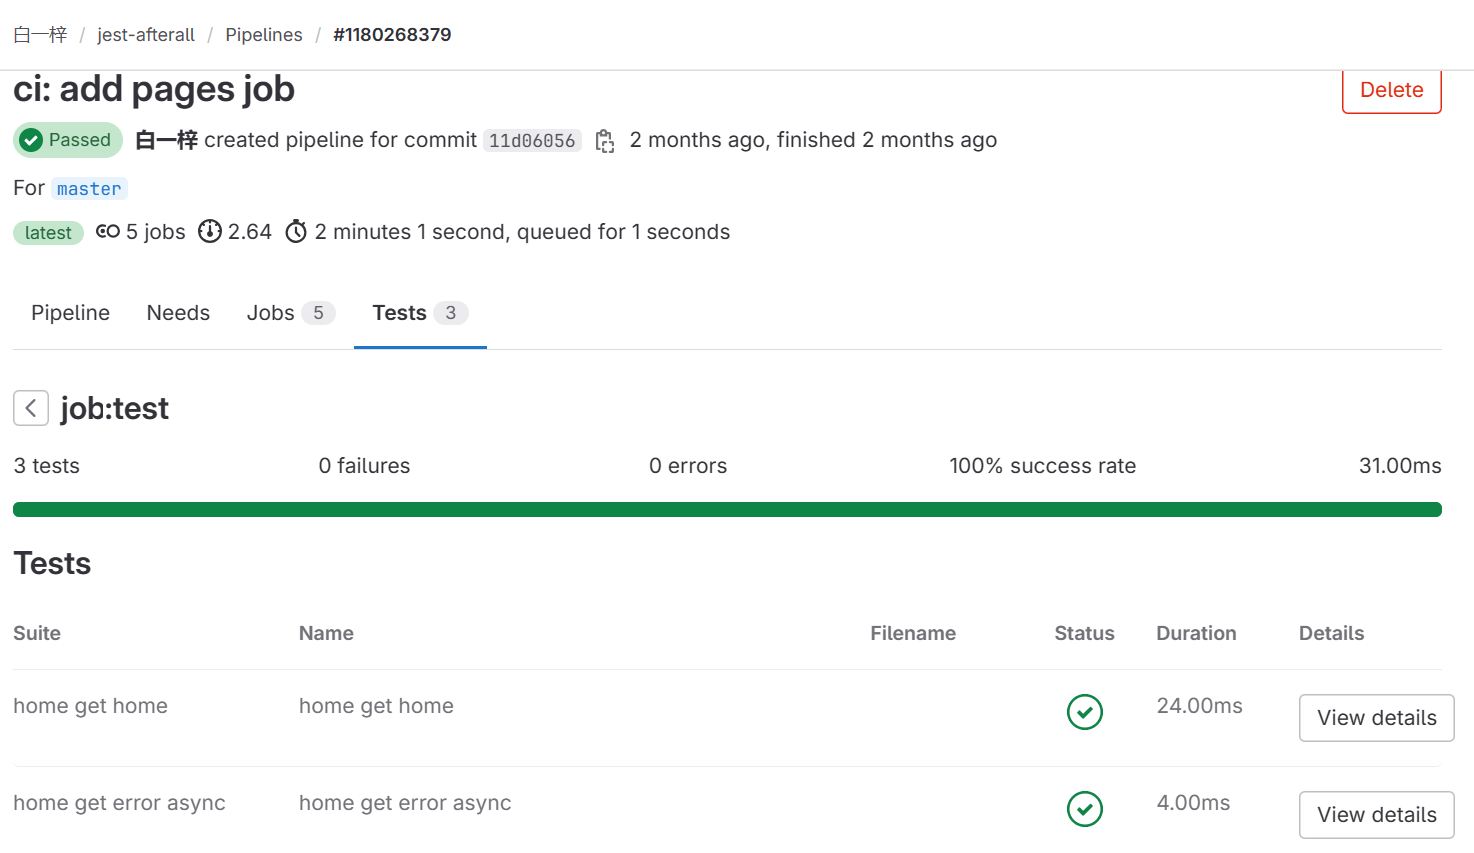 白一梓 / jest-afterall / Pipelines / #1180268379
ci: add pages job
Delete
Passed 白一梓 created pipeline for commit 11d06056 2 months ago, finished 2 months ago
For master
latest 5 jobs 2.64 2 minutes 1 second, queued for 1 seconds
Pipeline Needs Jobs 5 Tests 3
job:test
3 tests 0 failures 0 errors 100% success rate 31.00ms
Tests
Suite Name Filename Status Duration Details
home get home home get home 24.00ms View details
home get error async home get error async 4.00ms View details